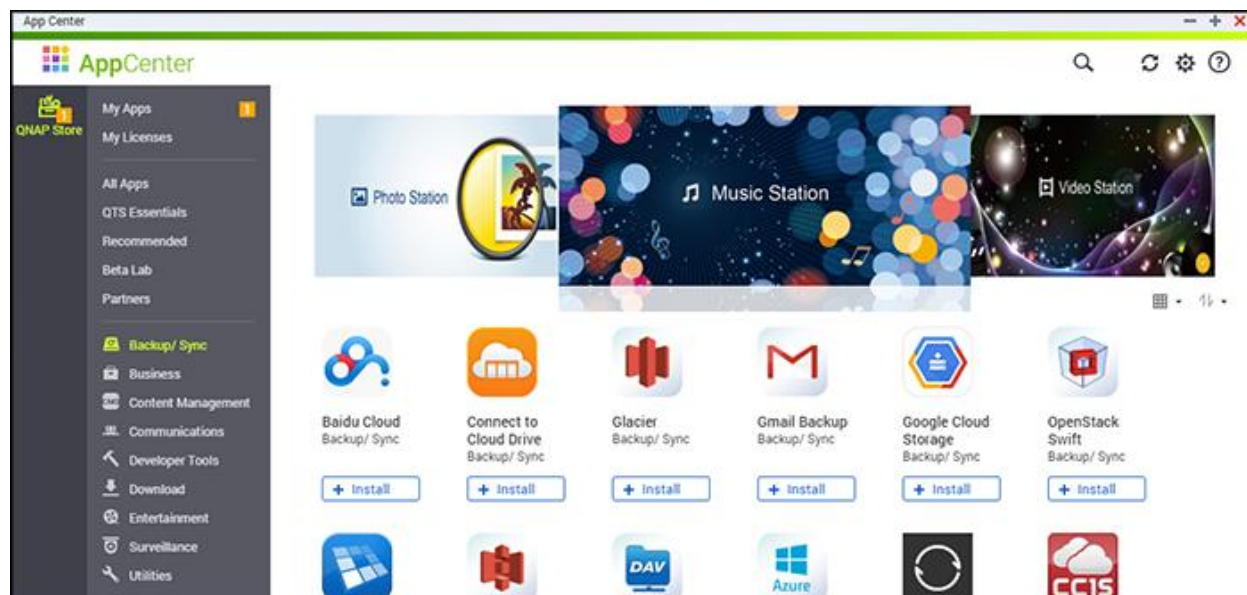 App Center
AppCenter
QNAP Store
1
My Apps
1
My Licenses
All Apps
QTS Essentials
Recommended
Beta Lab
Partners
Backup/ Sync
Business
Content Management
Communications
Developer Tools
Download
Entertainment
Surveillance
Utilities
Photo Station
Music Station
Video Station
Baidu Cloud
Backup/ Sync
+ Install
Connect to
Cloud Drive
Backup/ Sync
+ Install
Glacier
Backup/ Sync
+ Install
Gmail Backup
Backup/ Sync
+ Install
Google Cloud
Storage
Backup/ Sync
+ Install
OpenStack
Swift
Backup/ Sync
+ Install
DAV
Azure
CC15